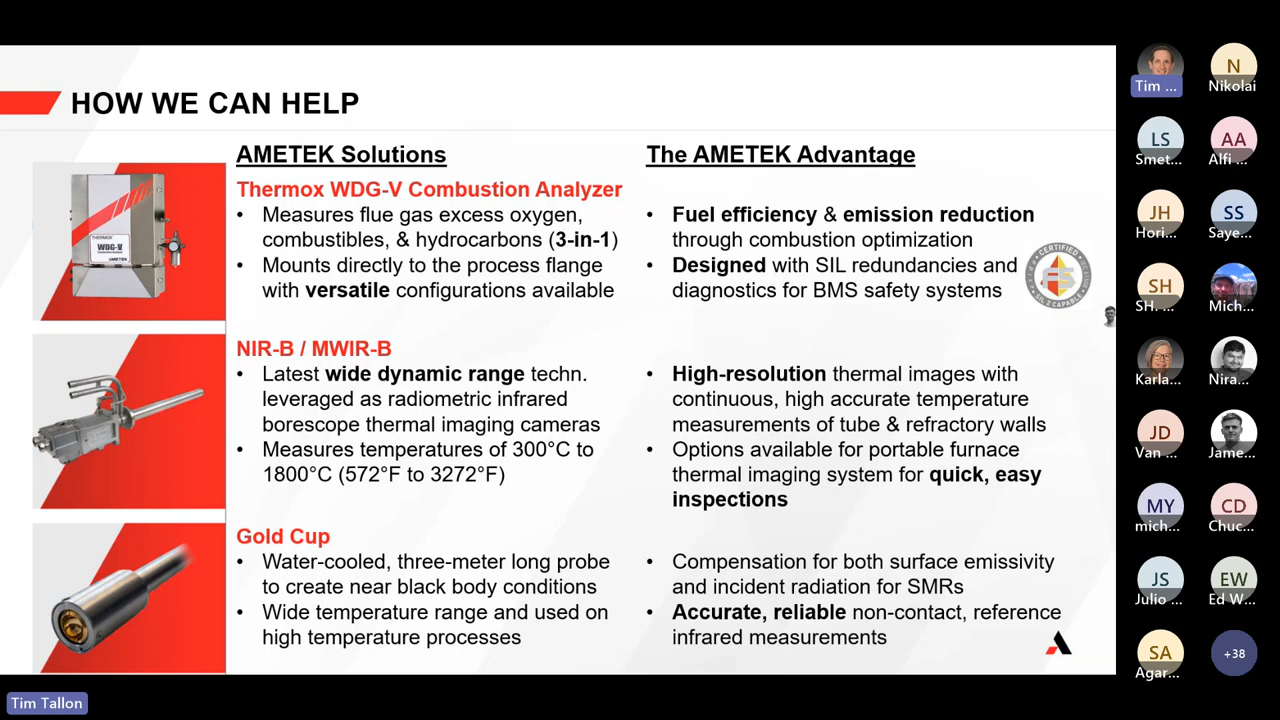 HOW WE CAN HELP
AMETEK Solutions
Thermox WDG-V Combustion Analyzer
• Measures flue gas excess oxygen,
combustibles, & hydrocarbons (3-in-1)
• Mounts directly to the process flange
with versatile configurations available
The AMETEK Advantage
• Fuel efficiency & emission reduction
through combustion optimization
• Designed with SIL redundancies and
diagnostics for BMS safety systems
CERTIFIED
SIL 2 CAPABLE
THERMOX
WDG-V
AMETEK
NIR-B / MWIR-B
• Latest wide dynamic range techn.
leveraged as radiometric infrared
borescope thermal imaging cameras
• Measures temperatures of 300°C to
1800°C (572°F to 3272°F)
• High-resolution thermal images with
continuous, high accurate temperature
measurements of tube & refractory walls
• Options available for portable furnace
thermal imaging system for quick, easy
inspections
Gold Cup
• Water-cooled, three-meter long probe
to create near black body conditions
• Wide temperature range and used on
high temperature processes
• Compensation for both surface emissivity
and incident radiation for SMRs
• Accurate, reliable non-contact, reference
infrared measurements
Tim ...
N
Nikolai
LS
Smet...
AA
Alfi ...
JH
Hori...
SS
Saye...
SH
SH. ...
Mich...
Karla...
Nira...
JD
Van ...
Jame...
MY
mich...
CD
Chuc...
JS
Julio ...
EW
Ed W...
SA
Agar...
+38
Tim Tallon